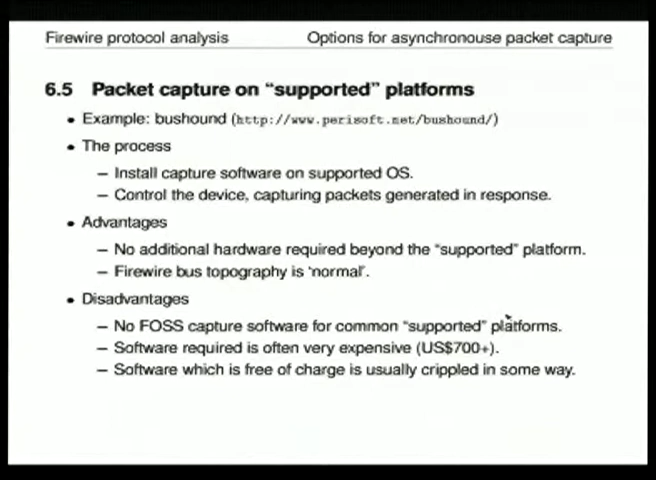 Firewire protocol analysis
Options for asynchronouse packet capture
6.5 Packet capture on “supported” platforms
• Example: bushound (http://www.perisoft.net/bushound/)
• The process
– Install capture software on supported OS.
– Control the device, capturing packets generated in response.
• Advantages
– No additional hardware required beyond the “supported” platform.
– Firewire bus topography is ‘normal’.
• Disadvantages
– No FOSS capture software for common “supported” platforms.
– Software required is often very expensive (US$700+).
– Software which is free of charge is usually crippled in some way.